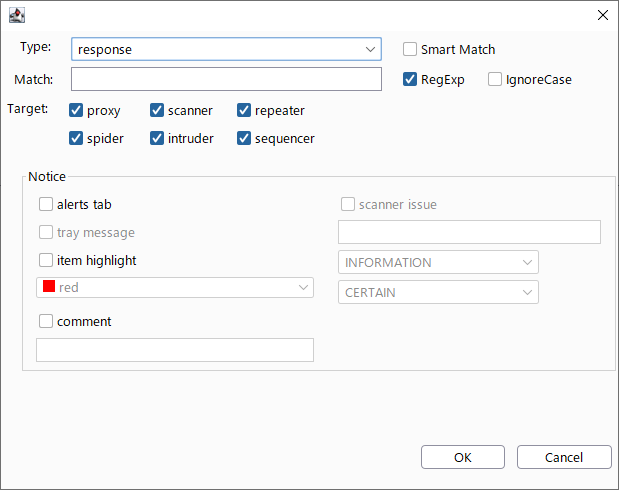 Type: response Smart Match
Match: RegExp IgnoreCase
Target: proxy scanner repeater
spider intruder sequencer
Notice
alerts tab scanner issue
tray message
item highlight INFORMATION
red CERTAIN
comment
OK Cancel